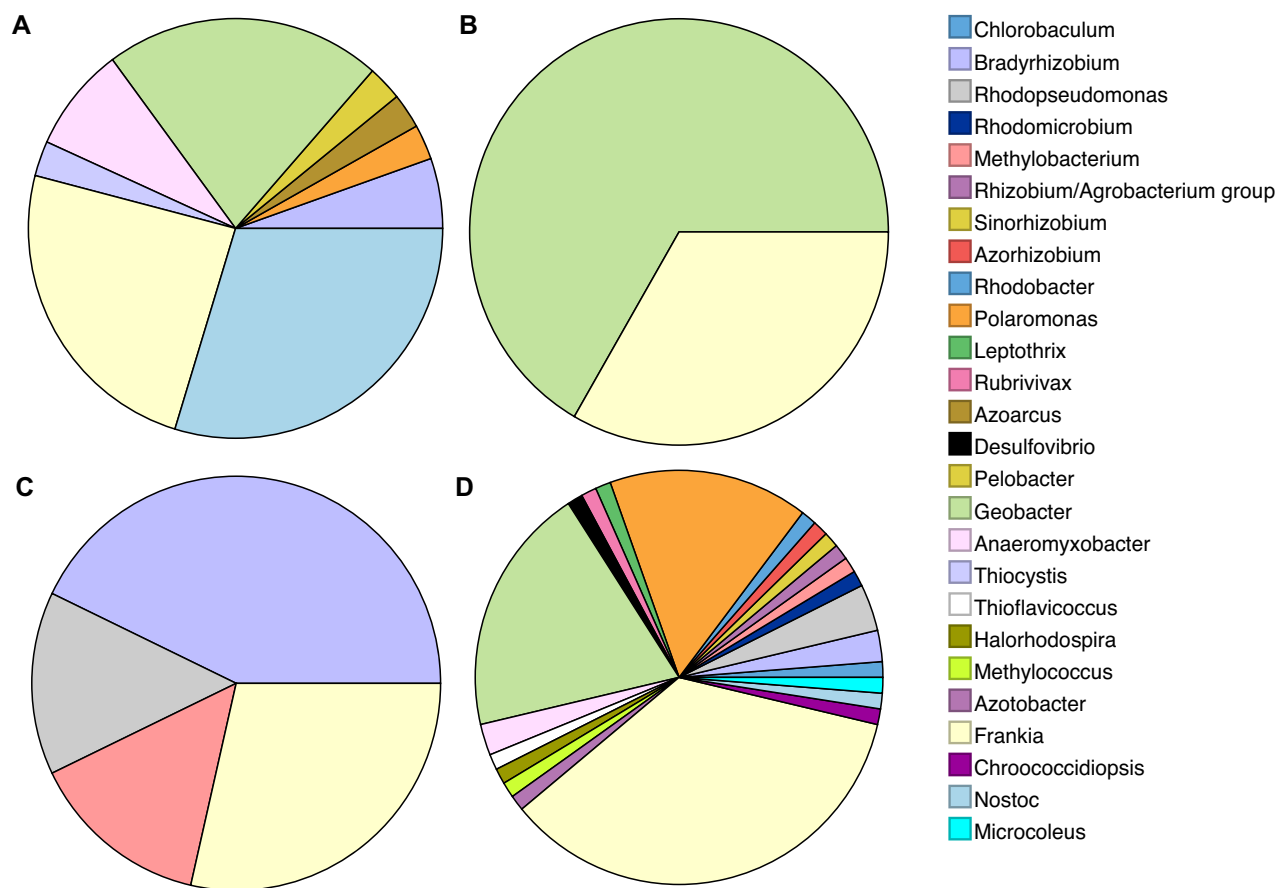 A
B
C
D
Chlorobaculum
Bradyrhizobium
Rhodopseudomonas
Rhodomicrobium
Methylobacterium
Rhizobium/Agrobacterium group
Sinorhizobium
Azorhizobium
Rhodobacter
Polaromonas
Leptothrix
Rubrivivax
Azoarcus
Desulfovibrio
Pelobacter
Geobacter
Anaeromyxobacter
Thiocystis
Thioflavicoccus
Halorhodospira
Methylococcus
Azotobacter
Frankia
Chroococcidiopsis
Nostoc
Microcoleus